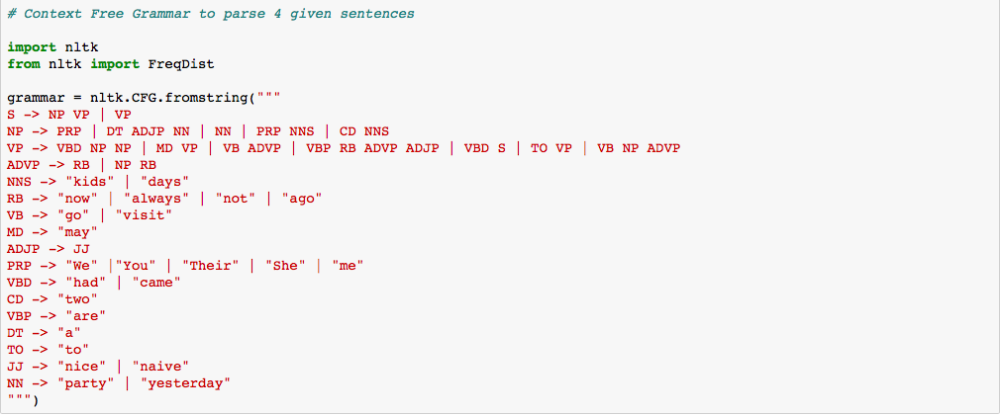 # Context Free Grammar to parse 4 given sentences
import nltk
from nltk import FreqDist
grammar = nltk.CFG.fromstring("""
S -> NP VP | VP
NP -> PRP | DT ADJP NN | NN | PRP NNS | CD NNS
VP -> VBD NP NP | MD VP | VB ADVP | VBP RB ADVP ADJP | VBD S | TO VP | VB NP ADVP
ADVP -> RB | NP RB
NNS -> "kids" | "days"
RB -> "now" | "always" | "not" | "ago"
VB -> "go" | "visit"
MD -> "may"
ADJP -> JJ
PRP -> "We" |"You" | "Their" | "She" | "me"
VBD -> "had" | "came"
CD -> "two"
VBP -> "are"
DT -> "a"
TO -> "to"
JJ -> "nice" | "naive"
NN -> "party" | "yesterday"
""")